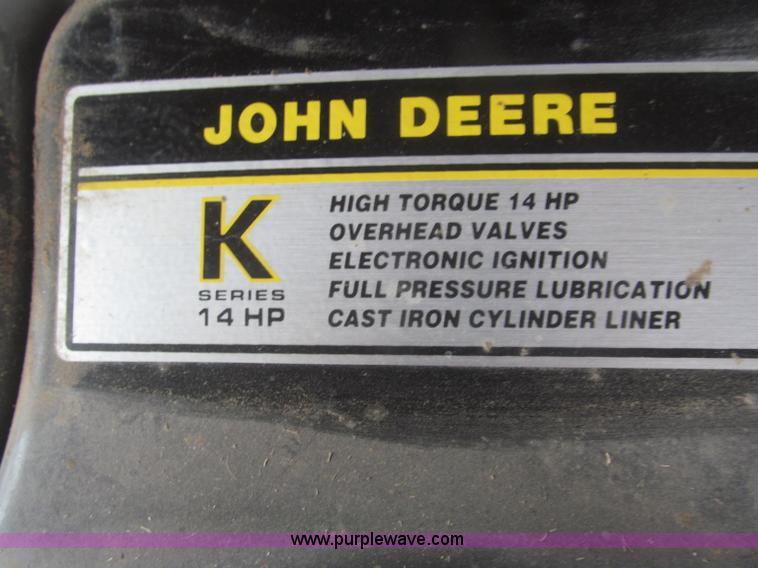 JOHN DEERE
K
SERIES
14 HP
HIGH TORQUE 14 HP
OVERHEAD VALVES
ELECTRONIC IGNITION
FULL PRESSURE LUBRICATION
CAST IRON CYLINDER LINER
www.purplewave.com